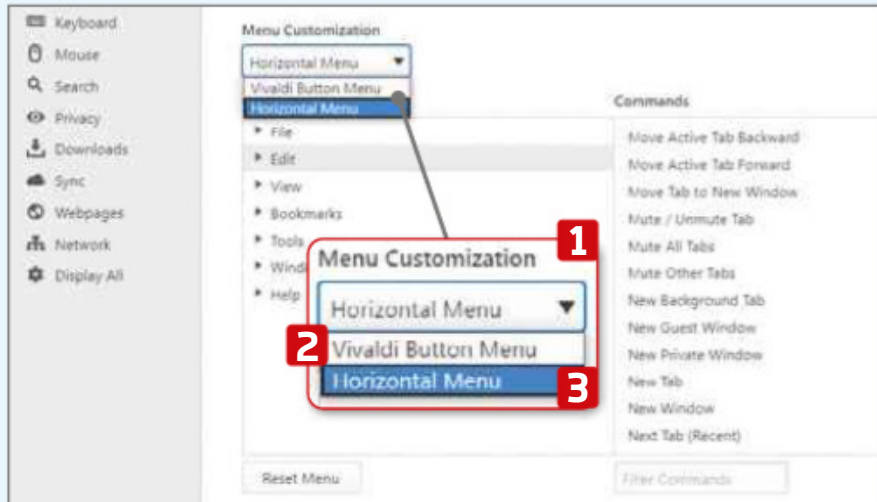 Keyboard
Mouse
Search
Privacy
Downloads
Sync
Webpages
Network
Display All
Menu Customization
Horizontal Menu
Vivaldi Button Menu
Horizontal Menu
File
Edit
View
Bookmarks
Tools
Help
Reset Menu
1
Menu Customization
Horizontal Menu
2
Vivaldi Button Menu
Horizontal Menu
3
Commands
Move Active Tab Backward
Move Active Tab Forward
Move Tab to New Window
Mute / Unmute Tab
Mute All Tabs
Mute Other Tabs
New Background Tab
New Guest Window
New Private Window
New Tab
New Window
Next Tab (Recent)
Filter Commands